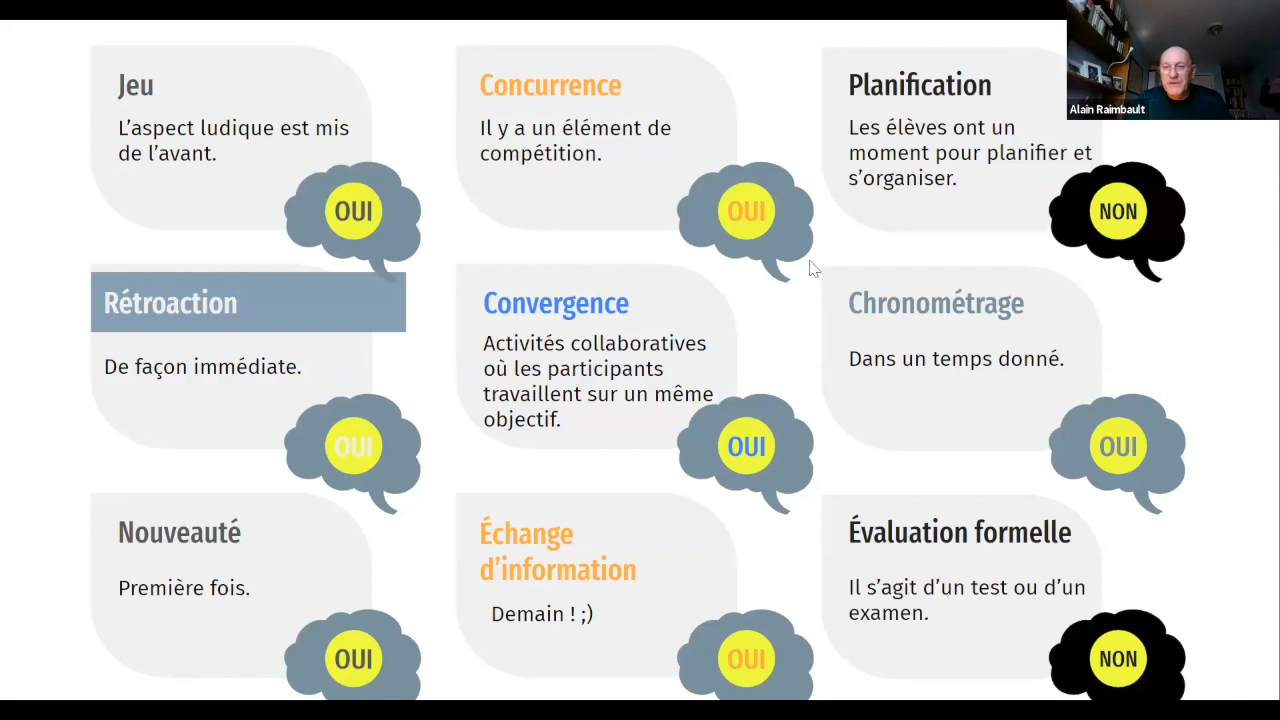 Jeu
L'aspect ludique est mis
de l'avant.
OUI
Concurrence
Il y a un élément de
compétition.
OUI
Planification
Les élèves ont un
moment pour planifier et
s'organiser.
NON
Alain Raimbault
Rétroaction
De façon immédiate.
OUI
Convergence
Activités collaboratives
où les participants
travaillent sur un même
objectif.
OUI
Chronométrage
Dans un temps donné.
OUI
Nouveauté
Première fois.
OUI
Échange
d'information
Demain ! ;)
OUI
Évaluation formelle
Il s'agit d'un test ou d'un
examen.
NON